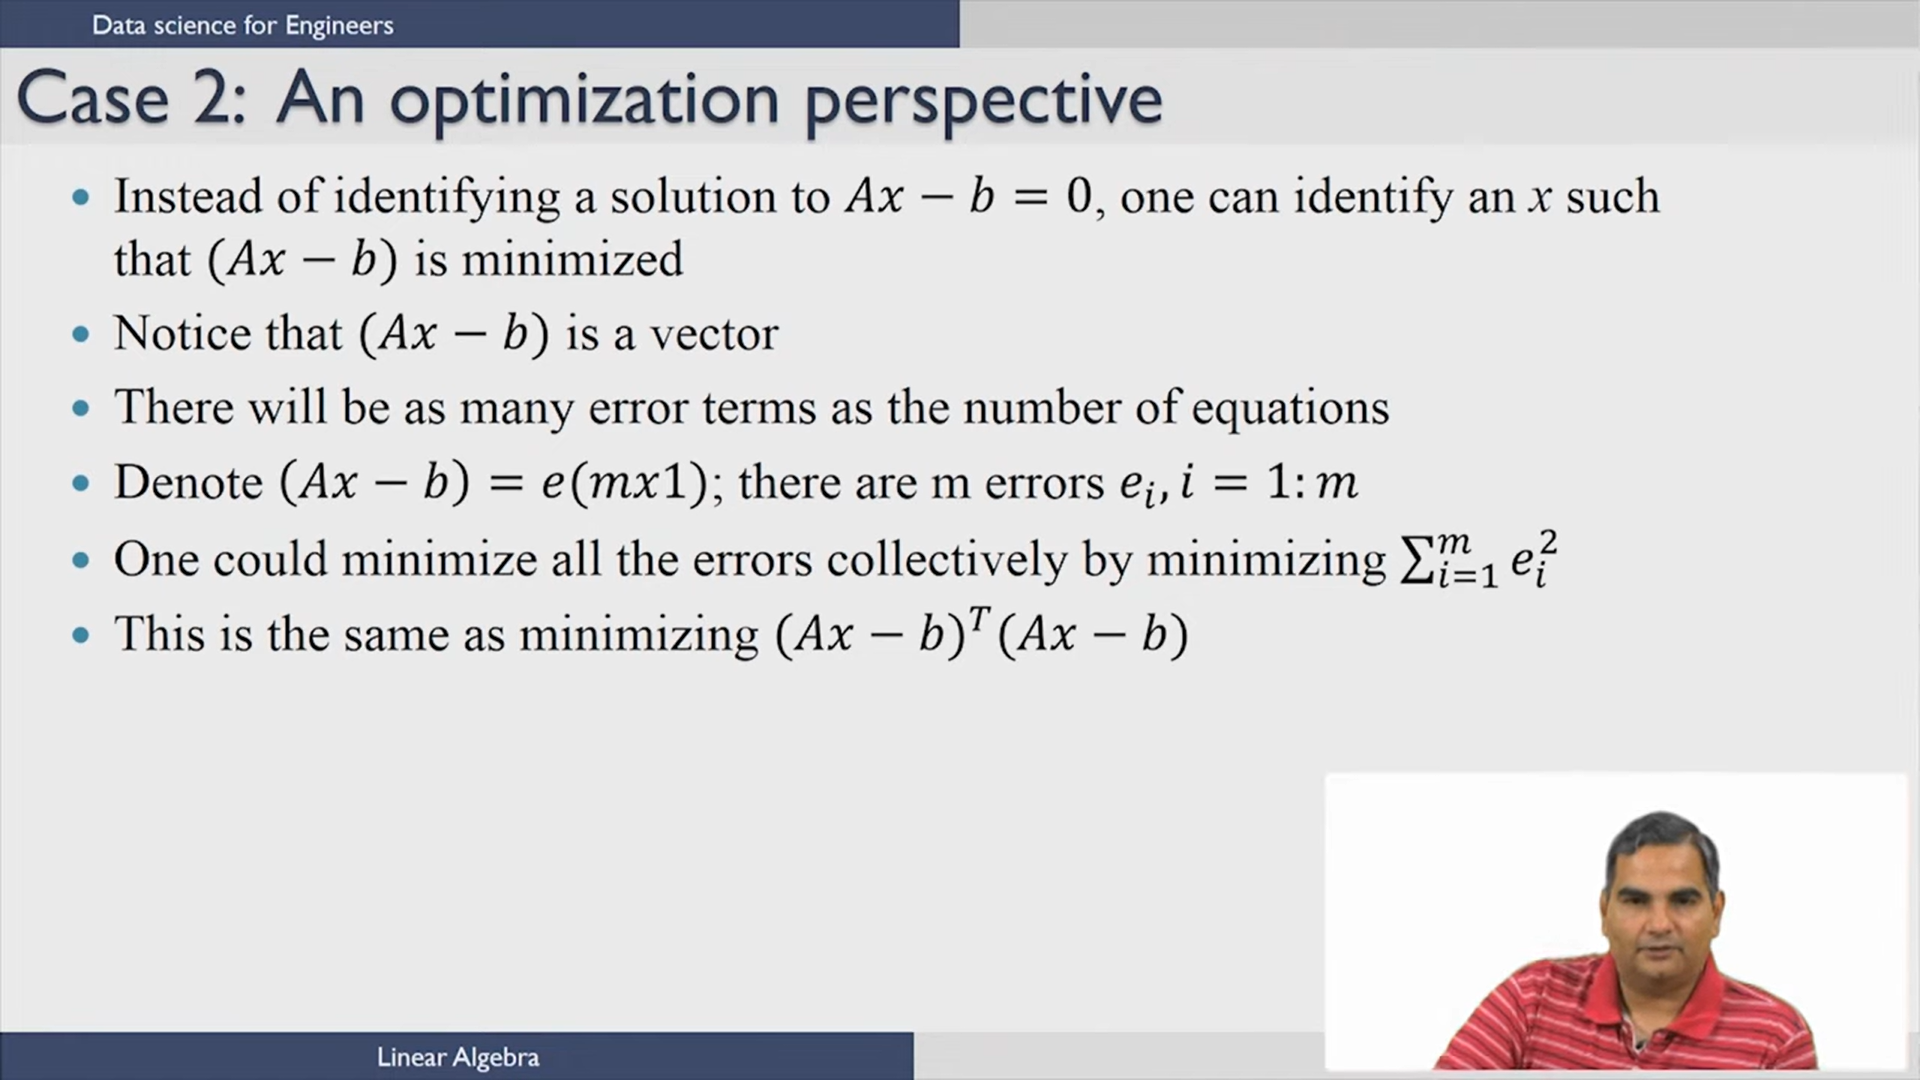 Data science for Engineers
Case 2: An optimization perspective
• Instead of identifying a solution to Ax − b = 0, one can identify an x such
that (Ax − b) is minimized
• Notice that (Ax − b) is a vector
• There will be as many error terms as the number of equations
• Denote (Ax − b) = e(mx1); there are m errors eᵢ, i = 1: m
• One could minimize all the errors collectively by minimizing ∑ᵐᵢ₌₁ eᵢ²
• This is the same as minimizing (Ax − b)ᵀ(Ax − b)
Linear Algebra